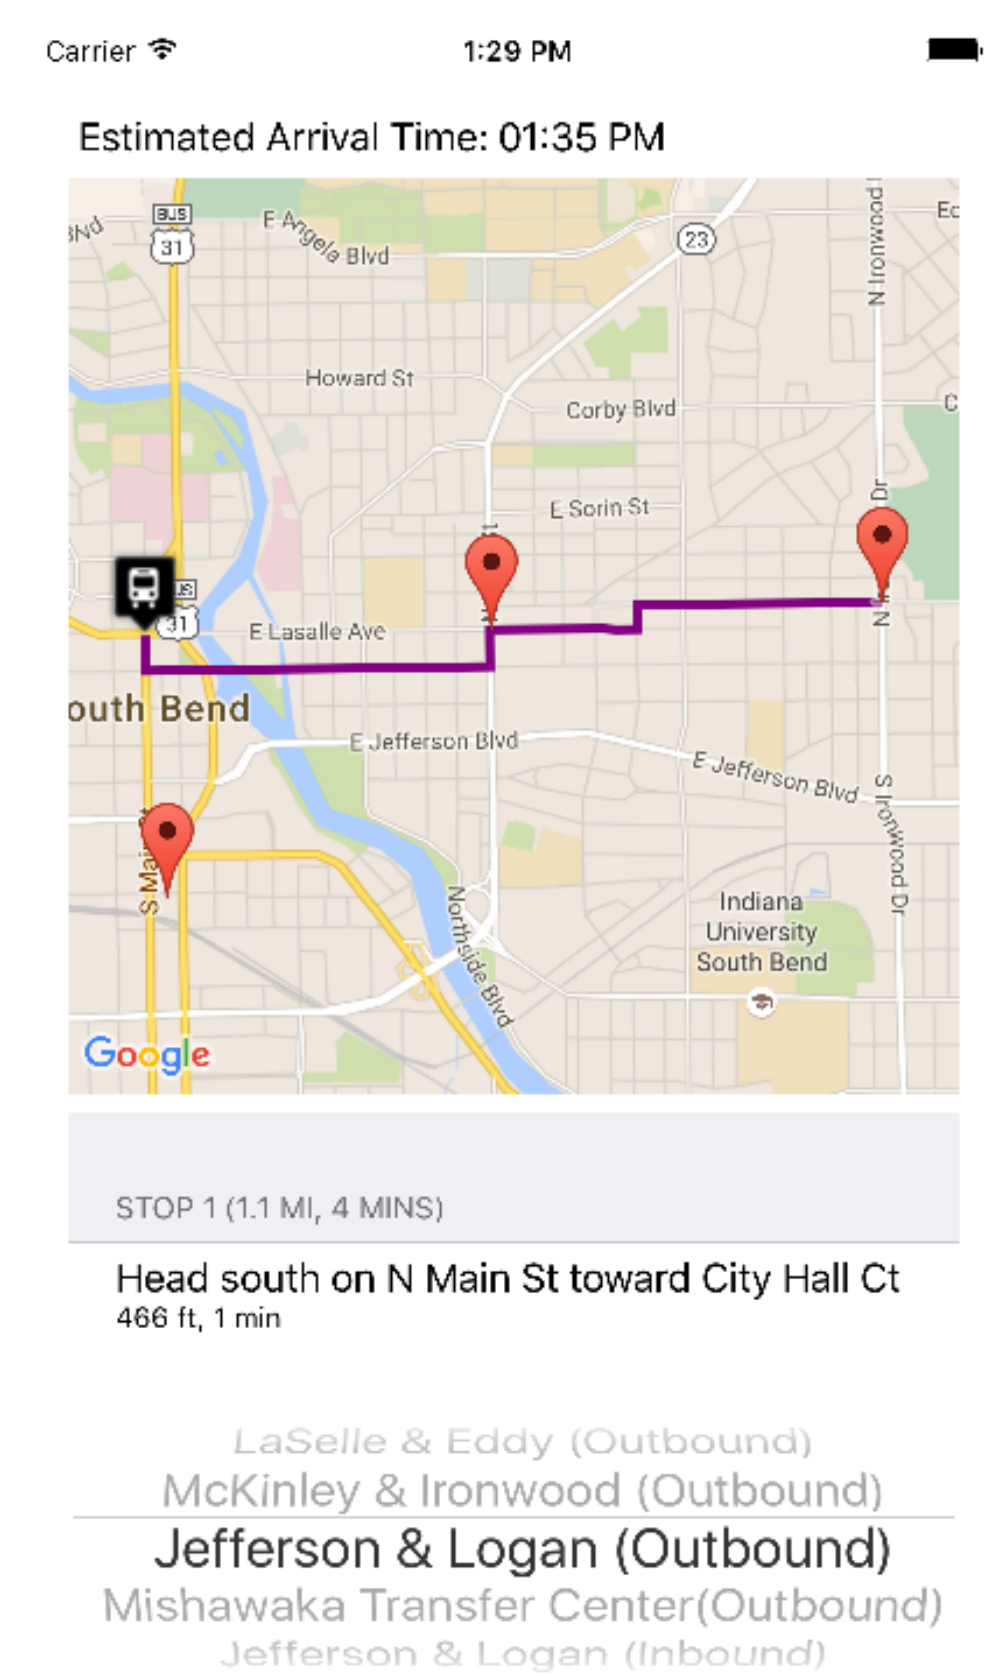 Carrier 1:29 PM
Estimated Arrival Time: 01:35 PM
BUS
31
E Angela Blvd
23
N Ironwood
Howard St
Corby Blvd
E Sorin St
Dr
31
E Lasalle Ave
outh Bend
E Jefferson Blvd
E Jefferson Blvd
S Ironwood Dr
S Mai
Northside Blvd
Indiana
University
South Bend
Google
STOP 1 (1.1 MI, 4 MINS)
Head south on N Main St toward City Hall Ct
466 ft, 1 min
LaSelle & Eddy (Outbound)
McKinley & Ironwood (Outbound)
Jefferson & Logan (Outbound)
Mishawaka Transfer Center(Outbound)
Jefferson & Logan (Inbound)